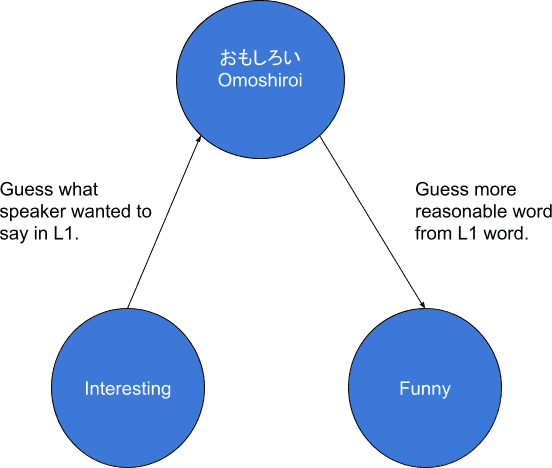 おもしろい
Omoshiroi
Guess what
speaker wanted to
say in L1.
Guess more
reasonable word
from L1 word.
Interesting
Funny